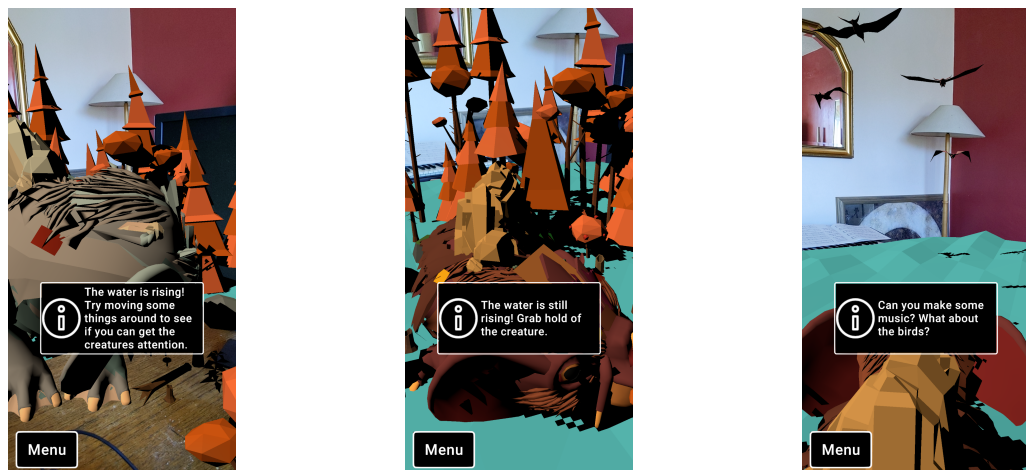 The water is rising!
Try moving some
things around to see
if you can get the
creatures attention.
Menu
The water is still
rising! Grab hold of
the creature.
Menu
Can you make some
music? What about
the birds?
Menu